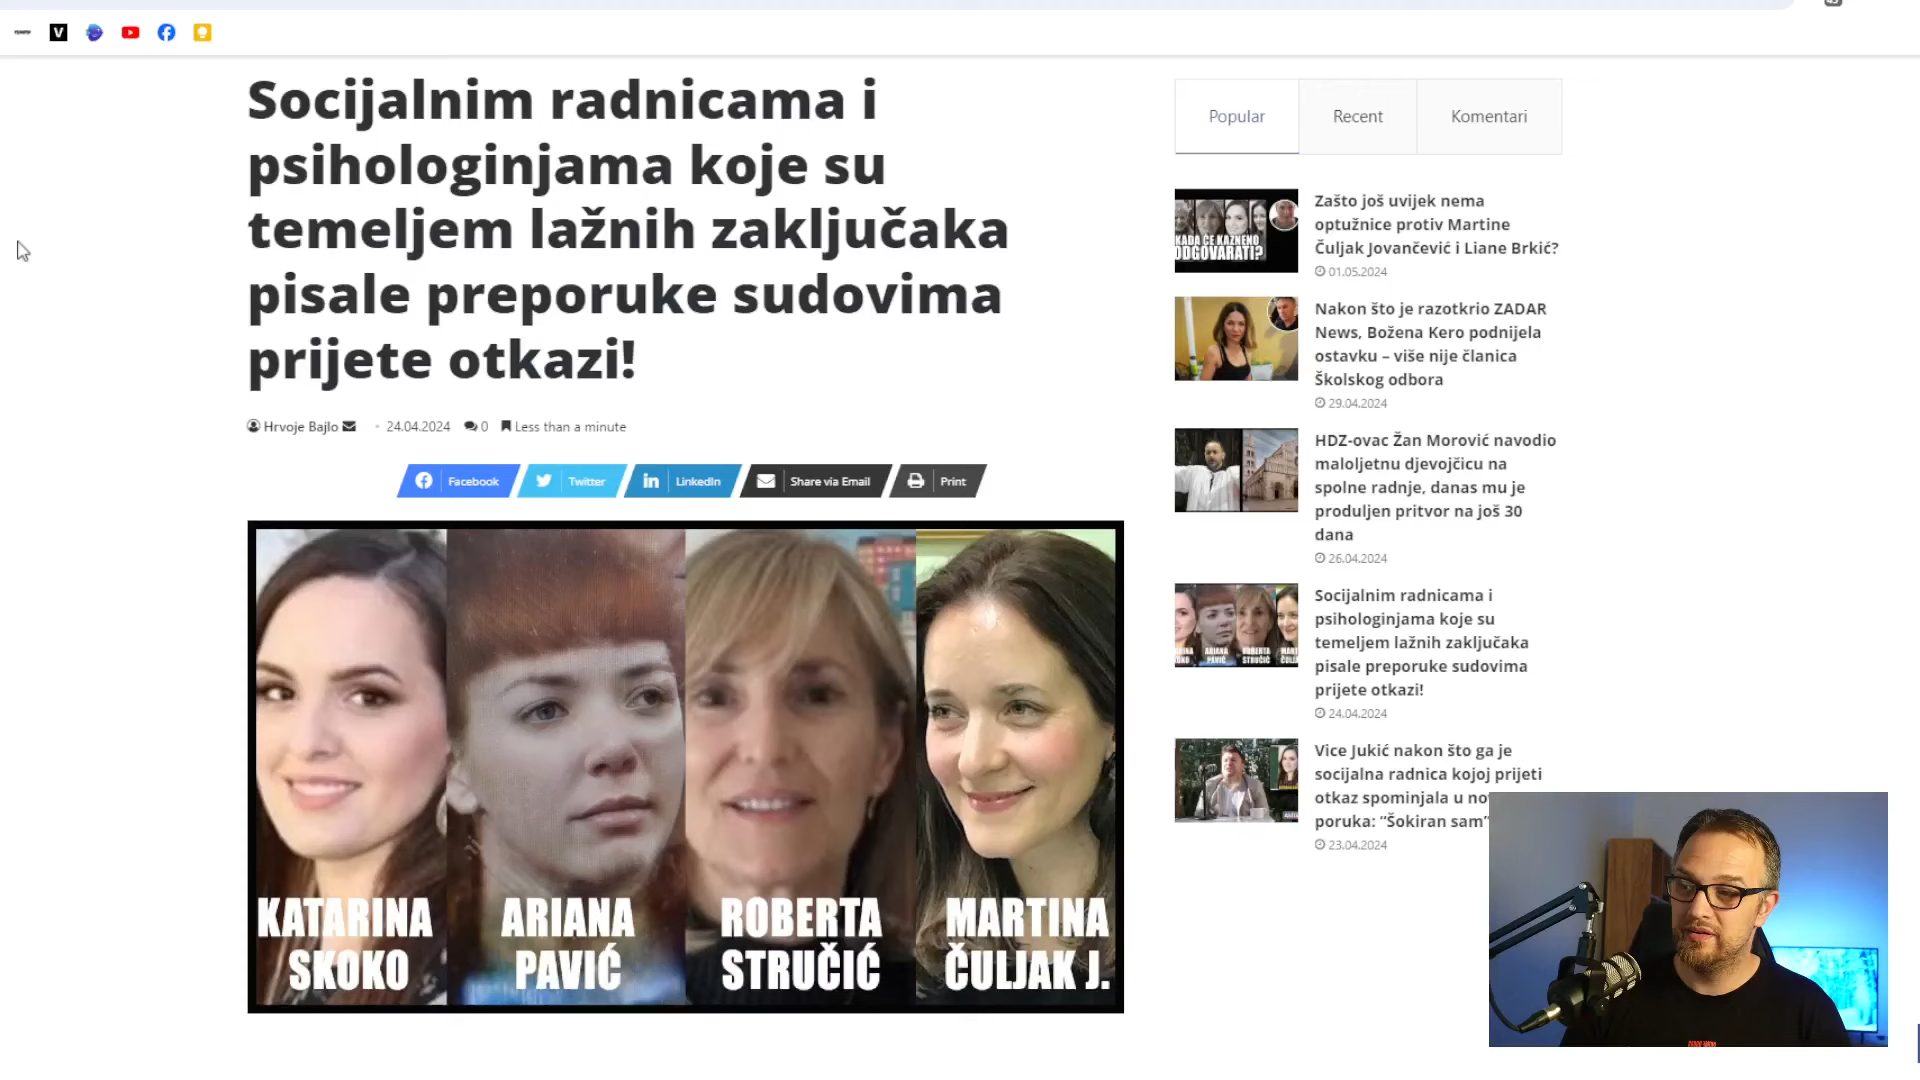 Socijalnim radnicama i
psihologinjama koje su
temeljem lažnih zaključaka
pisale preporuke sudovima
prijete otkazi!
Hrvoje Bajlo
24.04.2024
0
Less than a minute
Facebook
Twitter
LinkedIn
Share via Email
Print
KATARINA
SKOKO
ARIANA
PAVIĆ
ROBERTA
STRUČIĆ
MARTINA
ČULJAK J.
Popular
Recent
Komentari
KADA ĆE KAZNENO
ODGOVARATI?
Zašto još uvijek nema
optužnice protiv Martine
Čuljak Jovančević i Liane Brkić?
01.05.2024
Nakon što je razotkrio ZADAR
News, Božena Kero podnijela
ostavku – više nije članica
Školskog odbora
29.04.2024
HDZ-ovac Žan Morović navodio
maloljetnu djevojčicu na
spolne radnje, danas mu je
produljen pritvor na još 30
dana
26.04.2024
ARIANA
PAVIĆ
ROBERTA
STRUČIĆ
Socijalnim radnicama i
psihologinjama koje su
temeljem lažnih zaključaka
pisale preporuke sudovima
prijete otkazi!
24.04.2024
Vice Jukić nakon što ga je
socijalna radnica kojoj prijeti
otkaz spominjala u no
poruka: “Šokiran sam”
23.04.2024